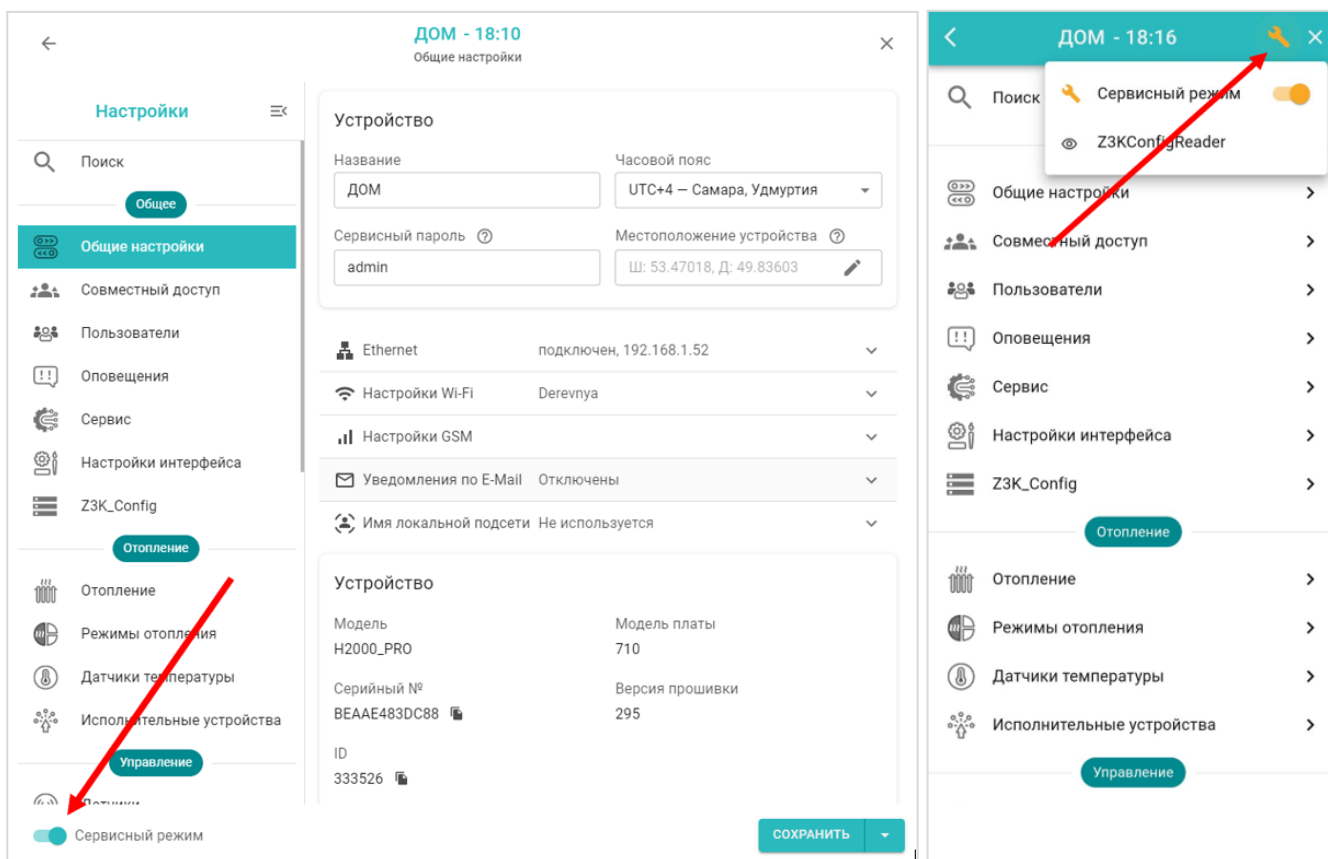 ДОМ - 18:10
Общие настройки
Настройки
Поиск
Общее
Общие настройки
Совместный доступ
Пользователи
Оповещения
Сервис
Настройки интерфейса
Z3K_Config
Отопление
Отопление
Режимы отопления
Датчики температуры
Исполнительные устройства
Управление
Датчики
Сервисный режим
Устройство
Название
Часовой пояс
ДОМ
UTC+4 — Самара, Удмуртия
Сервисный пароль
Местоположение устройства
admin
Ш: 53.47018, Д: 49.83603
Ethernet подключен, 192.168.1.52
Настройки Wi-Fi Derevnya
Настройки GSM
Уведомления по E-Mail Отключены
Имя локальной подсети Не используется
Устройство
Модель
Модель платы
H2000_PRO
710
Серийный №
Версия прошивки
BEAAE483DC88
295
ID
333526
СОХРАНИТЬ
ДОМ - 18:16
Поиск
Сервисный режим
Z3KConfigReader
Общие настройки
Совместный доступ
Пользователи
Оповещения
Сервис
Настройки интерфейса
Z3K_Config
Отопление
Отопление
Режимы отопления
Датчики температуры
Исполнительные устройства
Управление